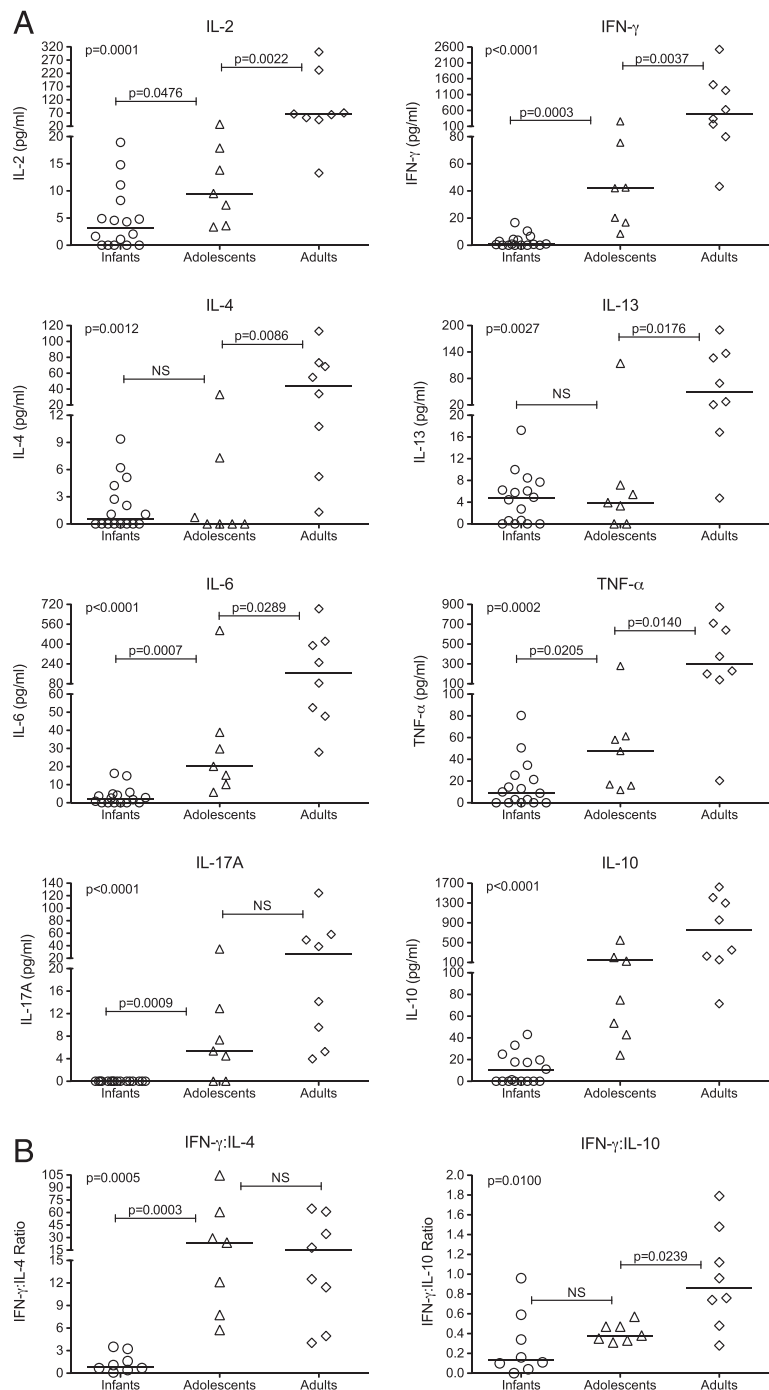 A
IL-2
p=0.0001
p=0.0476
p=0.0022
IL-2 (pg/ml)
320
270
220
170
120
70
20
20
15
10
5
0
Infants Adolescents Adults
IFN-γ
p<0.0001
p=0.0003
p=0.0037
IFN-γ (pg/ml)
2600
2100
1600
1100
600
100
80
60
40
20
0
Infants Adolescents Adults
IL-4
p=0.0012
NS
p=0.0086
IL-4 (pg/ml)
120
100
80
60
40
20
12
9
6
3
0
Infants Adolescents Adults
IL-13
p=0.0027
NS
p=0.0176
IL-13 (pg/ml)
200
140
80
20
20
16
12
8
4
0
Infants Adolescents Adults
IL-6
p<0.0001
p=0.0007
p=0.0289
IL-6 (pg/ml)
720
560
400
240
80
60
40
20
0
Infants Adolescents Adults
TNF-α
p=0.0002
p=0.0205
p=0.0140
TNF-α (pg/ml)
900
700
500
300
100
100
80
60
40
20
0
Infants Adolescents Adults
IL-17A
p<0.0001
p=0.0009
NS
IL-17A (pg/ml)
140
120
100
80
60
40
20
20
16
12
8
4
0
Infants Adolescents Adults
IL-10
p<0.0001
IL-10 (pg/ml)
1700
1300
900
500
100
100
80
60
40
20
0
Infants Adolescents Adults
B
IFN-γ:IL-4
p=0.0005
p=0.0003
NS
IFN-γ:IL-4 Ratio
105
90
75
60
45
30
15
15
12
9
6
3
0
Infants Adolescents Adults
IFN-γ:IL-10
p=0.0100
NS
p=0.0239
IFN-γ:IL-10 Ratio
2.0
1.8
1.6
1.4
1.2
1.0
0.8
0.6
0.4
0.2
0.0
Infants Adolescents Adults